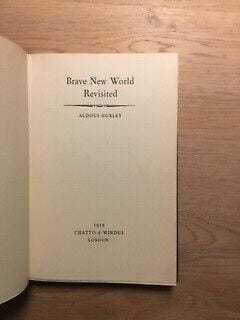 Brave New World
Revisited
ALDOUS HUXLEY
1959
CHATTO & WINDUS
LONDON